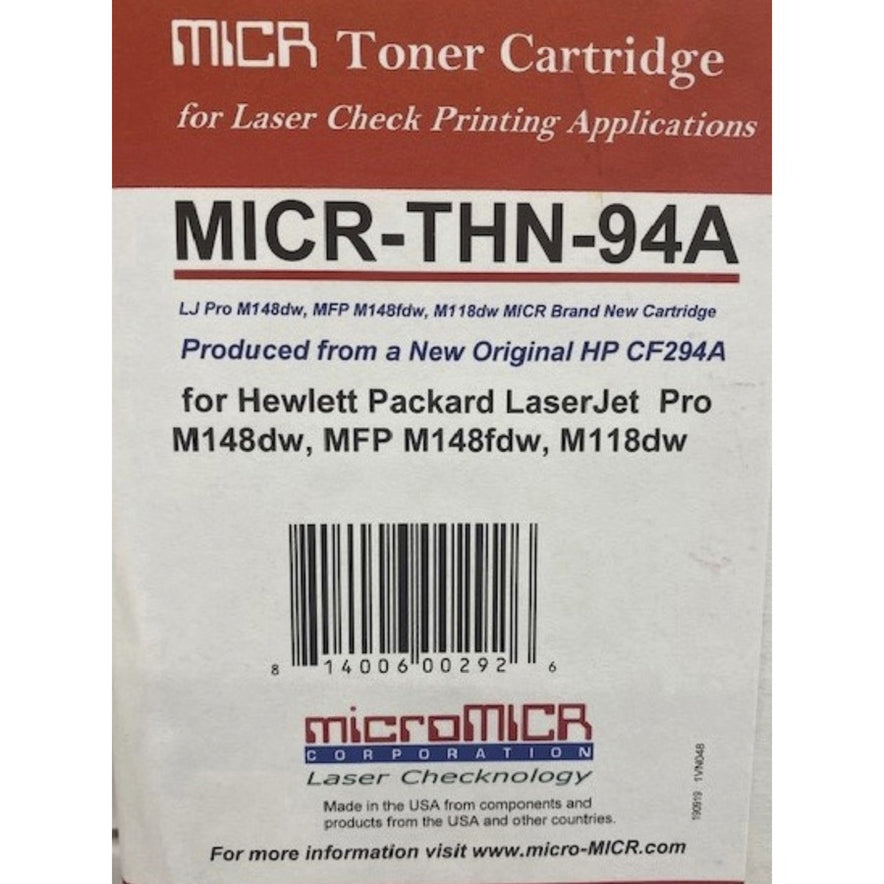 MICR Toner Cartridge
for Laser Check Printing Applications
MICR-THN-94A
LJ Pro M148dw, MFP M148fdw, M118dw MICR Brand New Cartridge
Produced from a New Original HP CF294A
for Hewlett Packard LaserJet Pro
M148dw, MFP M148fdw, M118dw
8 14006 00292 6
microMICR
CORPORATION
Laser Checknology
Made in the USA from components and
products from the USA and other countries.
For more information visit www.micro-MICR.com
190919 1VN048